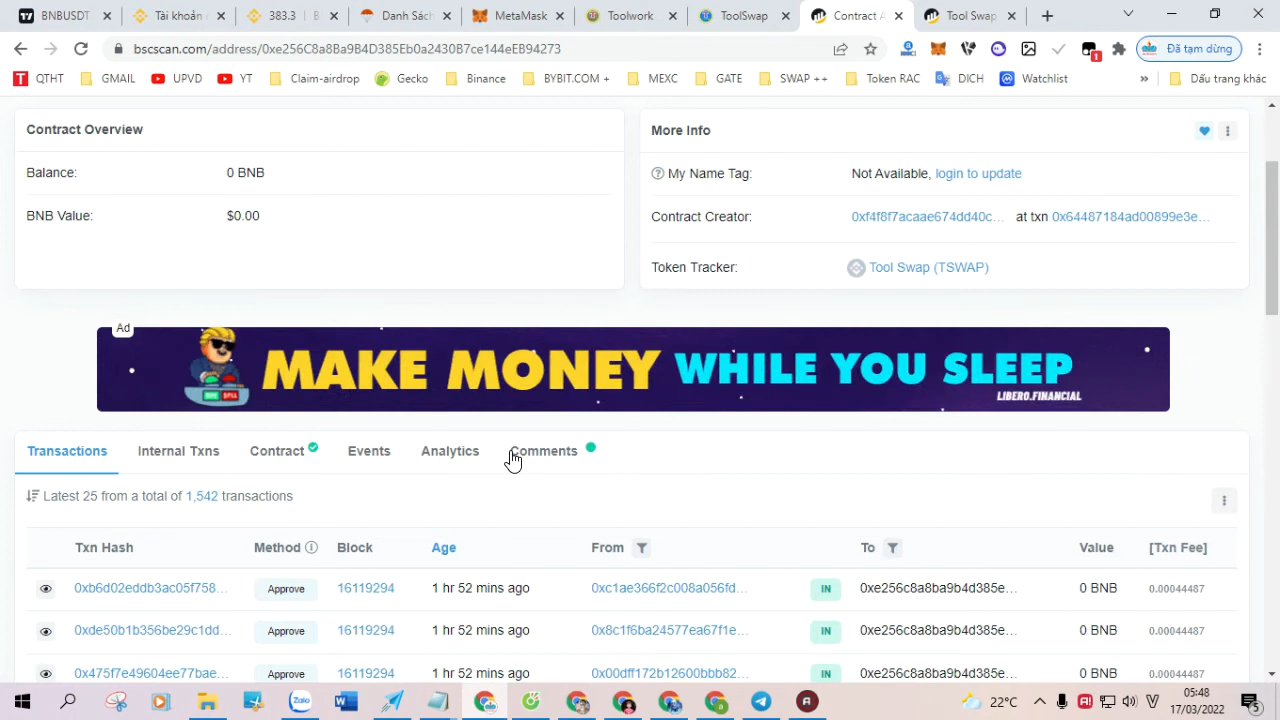 BNBUSDT
Tài khoản
383.3 | B
Danh Sách
MetaMask
Toolwork
ToolSwap
Contract A
Tool Swap
bscscan.com/address/0xe256C8a8Ba9B4D385Eb0a2430B7ce144eEB94273
1
Đã tạm dừng
QTHT
GMAIL
UPVD
YT
Claim-airdrop
Gecko
Binance
BYBIT.COM +
MEXC
GATE
SWAP ++
Token RAC
DICH
Watchlist
»
Dấu trang khác
Contract Overview
Balance: 0 BNB
BNB Value: $0.00
More Info
My Name Tag: Not Available, login to update
Contract Creator: 0xf4f8f7acaae674dd40c... at txn 0x64487184ad00899e3e...
Token Tracker: Tool Swap (TSWAP)
Ad
MAKE MONEY WHILE YOU SLEEP
LIBERO.FINANCIAL
Transactions Internal Txns Contract Events Analytics Comments
Latest 25 from a total of 1,542 transactions
Txn Hash Method Block Age From To Value [Txn Fee]
0xb6d02eddb3ac05f758... Approve 16119294 1 hr 52 mins ago 0xc1ae366f2c008a056fd... IN 0xe256c8a8ba9b4d385e... 0 BNB 0.00044487
0xde50b1b356be29c1dd... Approve 16119294 1 hr 52 mins ago 0x8c1f6ba24577ea67f1e... IN 0xe256c8a8ba9b4d385e... 0 BNB 0.00044487
0x475f7e49604ee77bae... Approve 16119294 1 hr 52 mins ago 0x00dff172b12600bbb82... IN 0xe256c8a8ba9b4d385e... 0 BNB 0.00044487
Zalo
22°C
05:48
17/03/2022
5